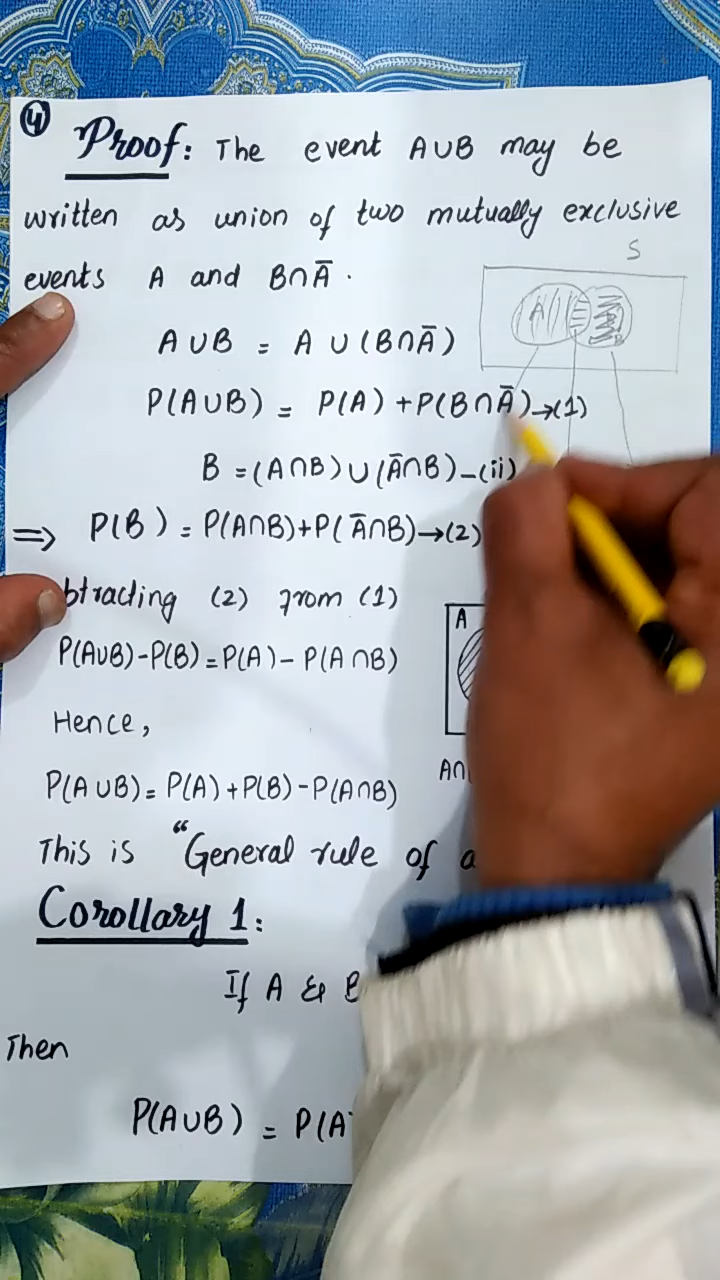 ④ Proof: The event A∪B may be
written as union of two mutually exclusive
events A and B∩Ā.
S
A
A∪B = A∪(B∩Ā)
P(A∪B) = P(A)+P(B∩Ā)→(1)
B = (A∩B)∪(Ā∩B)–(ii)
⇒ P(B) = P(A∩B)+P(Ā∩B)→(2)
btracting (2) from (1)
A
P(A∪B)-P(B)=P(A)-P(A∩B)
Hence,
A∩
P(A∪B)=P(A)+P(B)-P(A∩B)
This is "General rule of a
Corollary 1:
If A & B
Then
P(A∪B) = P(A